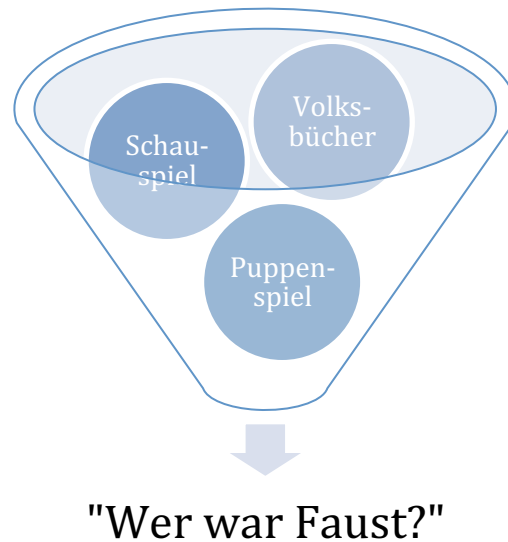 Schau-
spiel
Volks-
bücher
Puppen-
spiel
"Wer war Faust?"